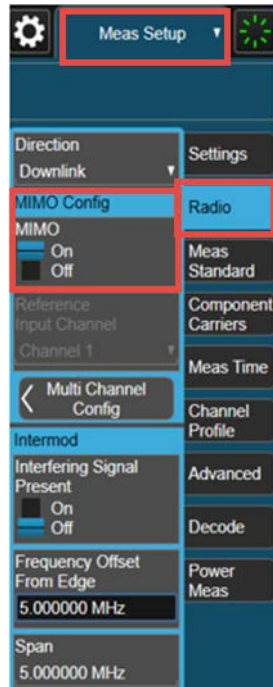 Meas Setup
Direction
Downlink
MIMO Config
MIMO
On
Off
Reference
Input Channel
Channel 1
Multi Channel
Config
Intermod
Interfering Signal
Present
On
Off
Frequency Offset
From Edge
5.000000 MHz
Span
5.000000 MHz
Settings
Radio
Meas
Standard
Component
Carriers
Meas Time
Channel
Profile
Advanced
Decode
Power
Meas